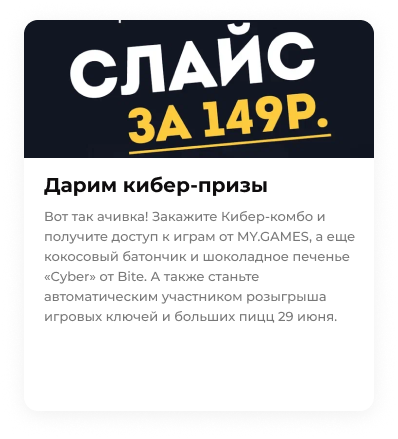 СЛАЙС
ЗА 149Р.
Дарим кибер-призы
Вот так ачивка! Закажите Кибер-комбо и
получите доступ к играм от MY.GAMES, а еще
кокосовый батончик и шоколадное печенье
«Cyber» от Bite. А также станьте
автоматическим участником розыгрыша
игровых ключей и больших пицц 29 июня.